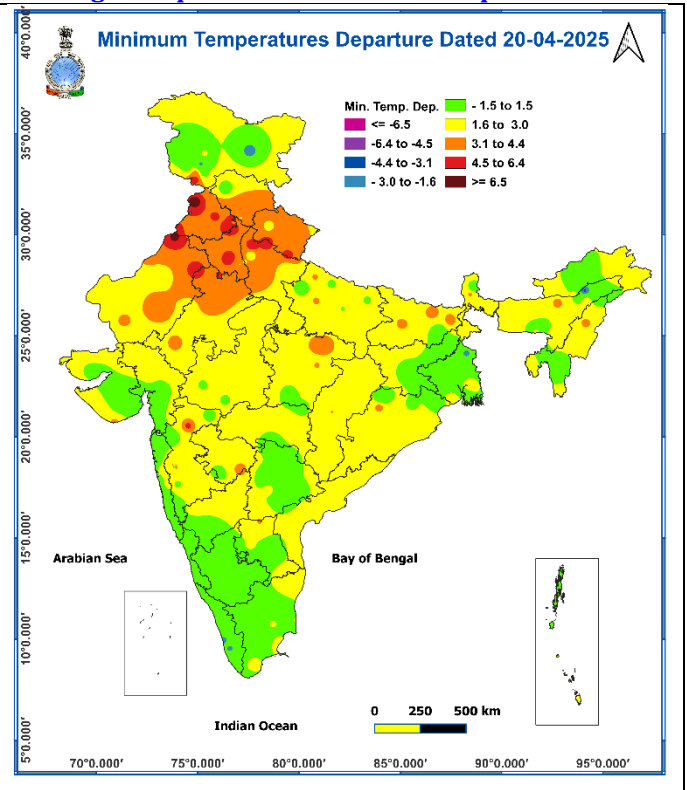 Minimum Temperatures Departure Dated 20-04-2025
Min. Temp. Dep.
<= -6.5
-6.4 to -4.5
-4.4 to -3.1
- 3.0 to -1.6
- 1.5 to 1.5
1.6 to 3.0
3.1 to 4.4
4.5 to 6.4
>= 6.5
40°0.000'
35°0.000'
30°0.000'
25°0.000'
20°0.000'
15°0.000'
10°0.000'
5°0.000'
Arabian Sea
Bay of Bengal
Indian Ocean
0 250 500 km
70°0.000' 75°0.000' 80°0.000' 85°0.000' 90°0.000' 95°0.000'